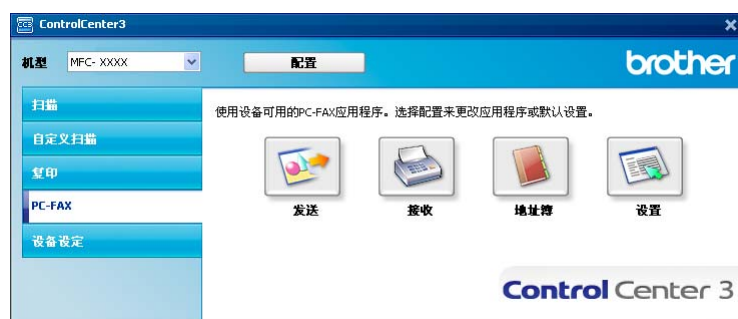 ControlCenter3
机型 MFC- XXXX 配置 brother
扫描
使用设备可用的PC-FAX应用程序。选择配置来更改应用程序或默认设置。
自定义扫描
复印
PC-FAX
发送 接收 地址簿 设置
设备设定
Control Center 3